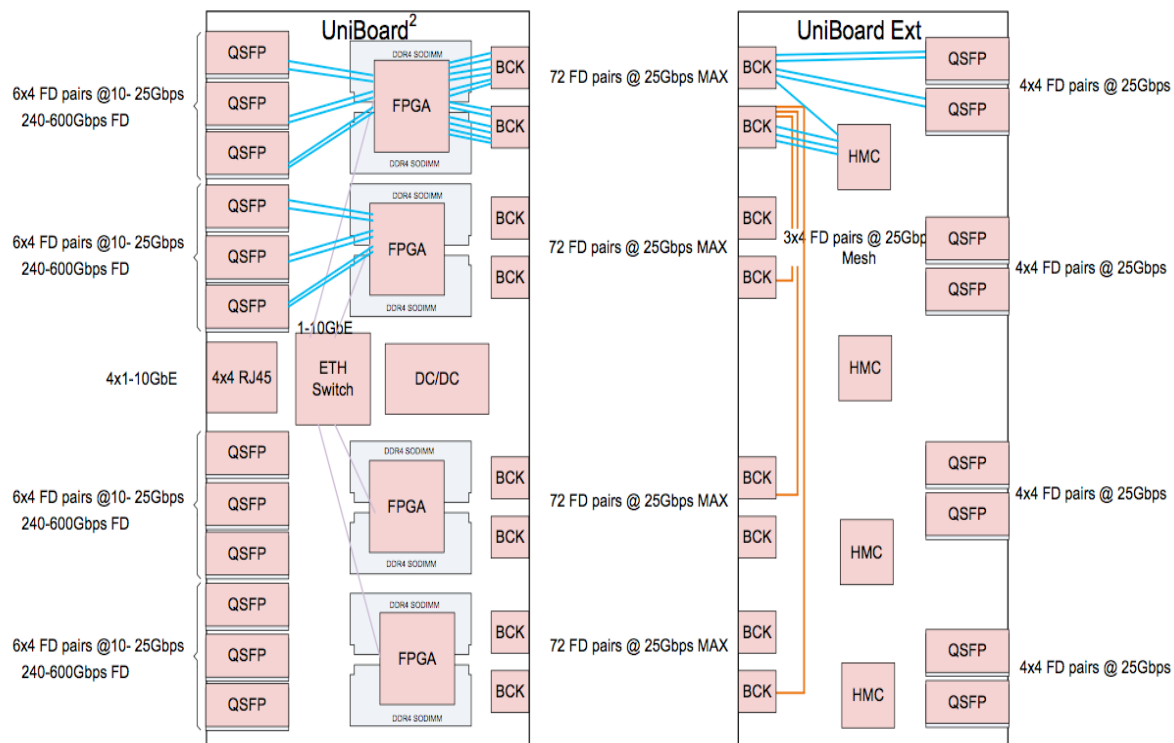 UniBoard2
UniBoard Ext
6x4 FD pairs @10- 25Gbps
240-600Gbps FD
QSFP
QSFP
QSFP
DDR4 SODIMM
FPGA
DDR4 SODIMM
BCK
BCK
72 FD pairs @ 25Gbps MAX
BCK
BCK
HMC
QSFP
QSFP
4x4 FD pairs @ 25Gbps
6x4 FD pairs @10- 25Gbps
240-600Gbps FD
QSFP
QSFP
QSFP
DDR4 SODIMM
FPGA
DDR4 SODIMM
BCK
BCK
72 FD pairs @ 25Gbps MAX
BCK
BCK
3x4 FD pairs @ 25Gbp
Mesh
QSFP
QSFP
4x4 FD pairs @ 25Gbps
4x1-10GbE
4x4 RJ45
1-10GbE
ETH
Switch
DC/DC
HMC
6x4 FD pairs @10- 25Gbps
240-600Gbps FD
QSFP
QSFP
QSFP
DDR4 SODIMM
FPGA
DDR4 SODIMM
BCK
BCK
72 FD pairs @ 25Gbps MAX
BCK
BCK
HMC
QSFP
QSFP
4x4 FD pairs @ 25Gbps
6x4 FD pairs @10- 25Gbps
240-600Gbps FD
QSFP
QSFP
QSFP
DDR4 SODIMM
FPGA
DDR4 SODIMM
BCK
BCK
72 FD pairs @ 25Gbps MAX
BCK
BCK
HMC
QSFP
QSFP
4x4 FD pairs @ 25Gbps